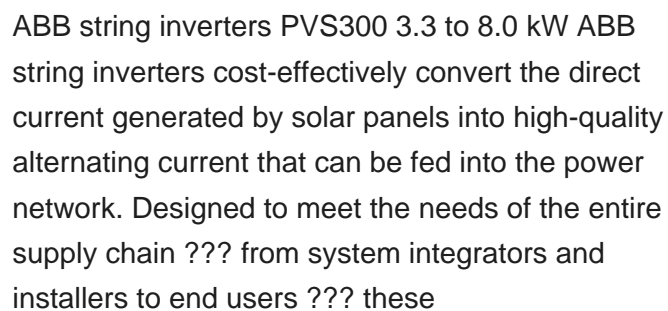 ABB string inverters PVS300 3.3 to 8.0 kW ABB
string inverters cost-effectively convert the direct
current generated by solar panels into high-quality
alternating current that can be fed into the power
network. Designed to meet the needs of the entire
supply chain ??? from system integrators and
installers to end users ??? these